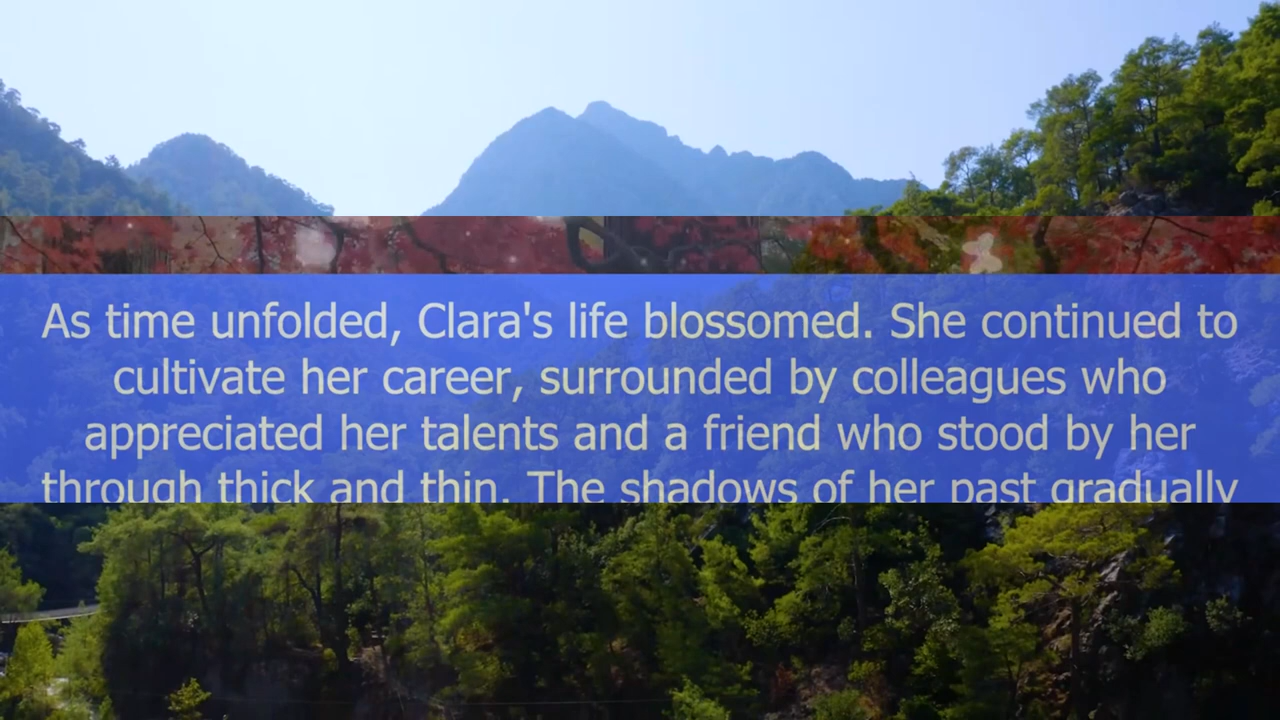 As time unfolded, Clara's life blossomed. She continued to
cultivate her career, surrounded by colleagues who
appreciated her talents and a friend who stood by her
through thick and thin. The shadows of her past gradually